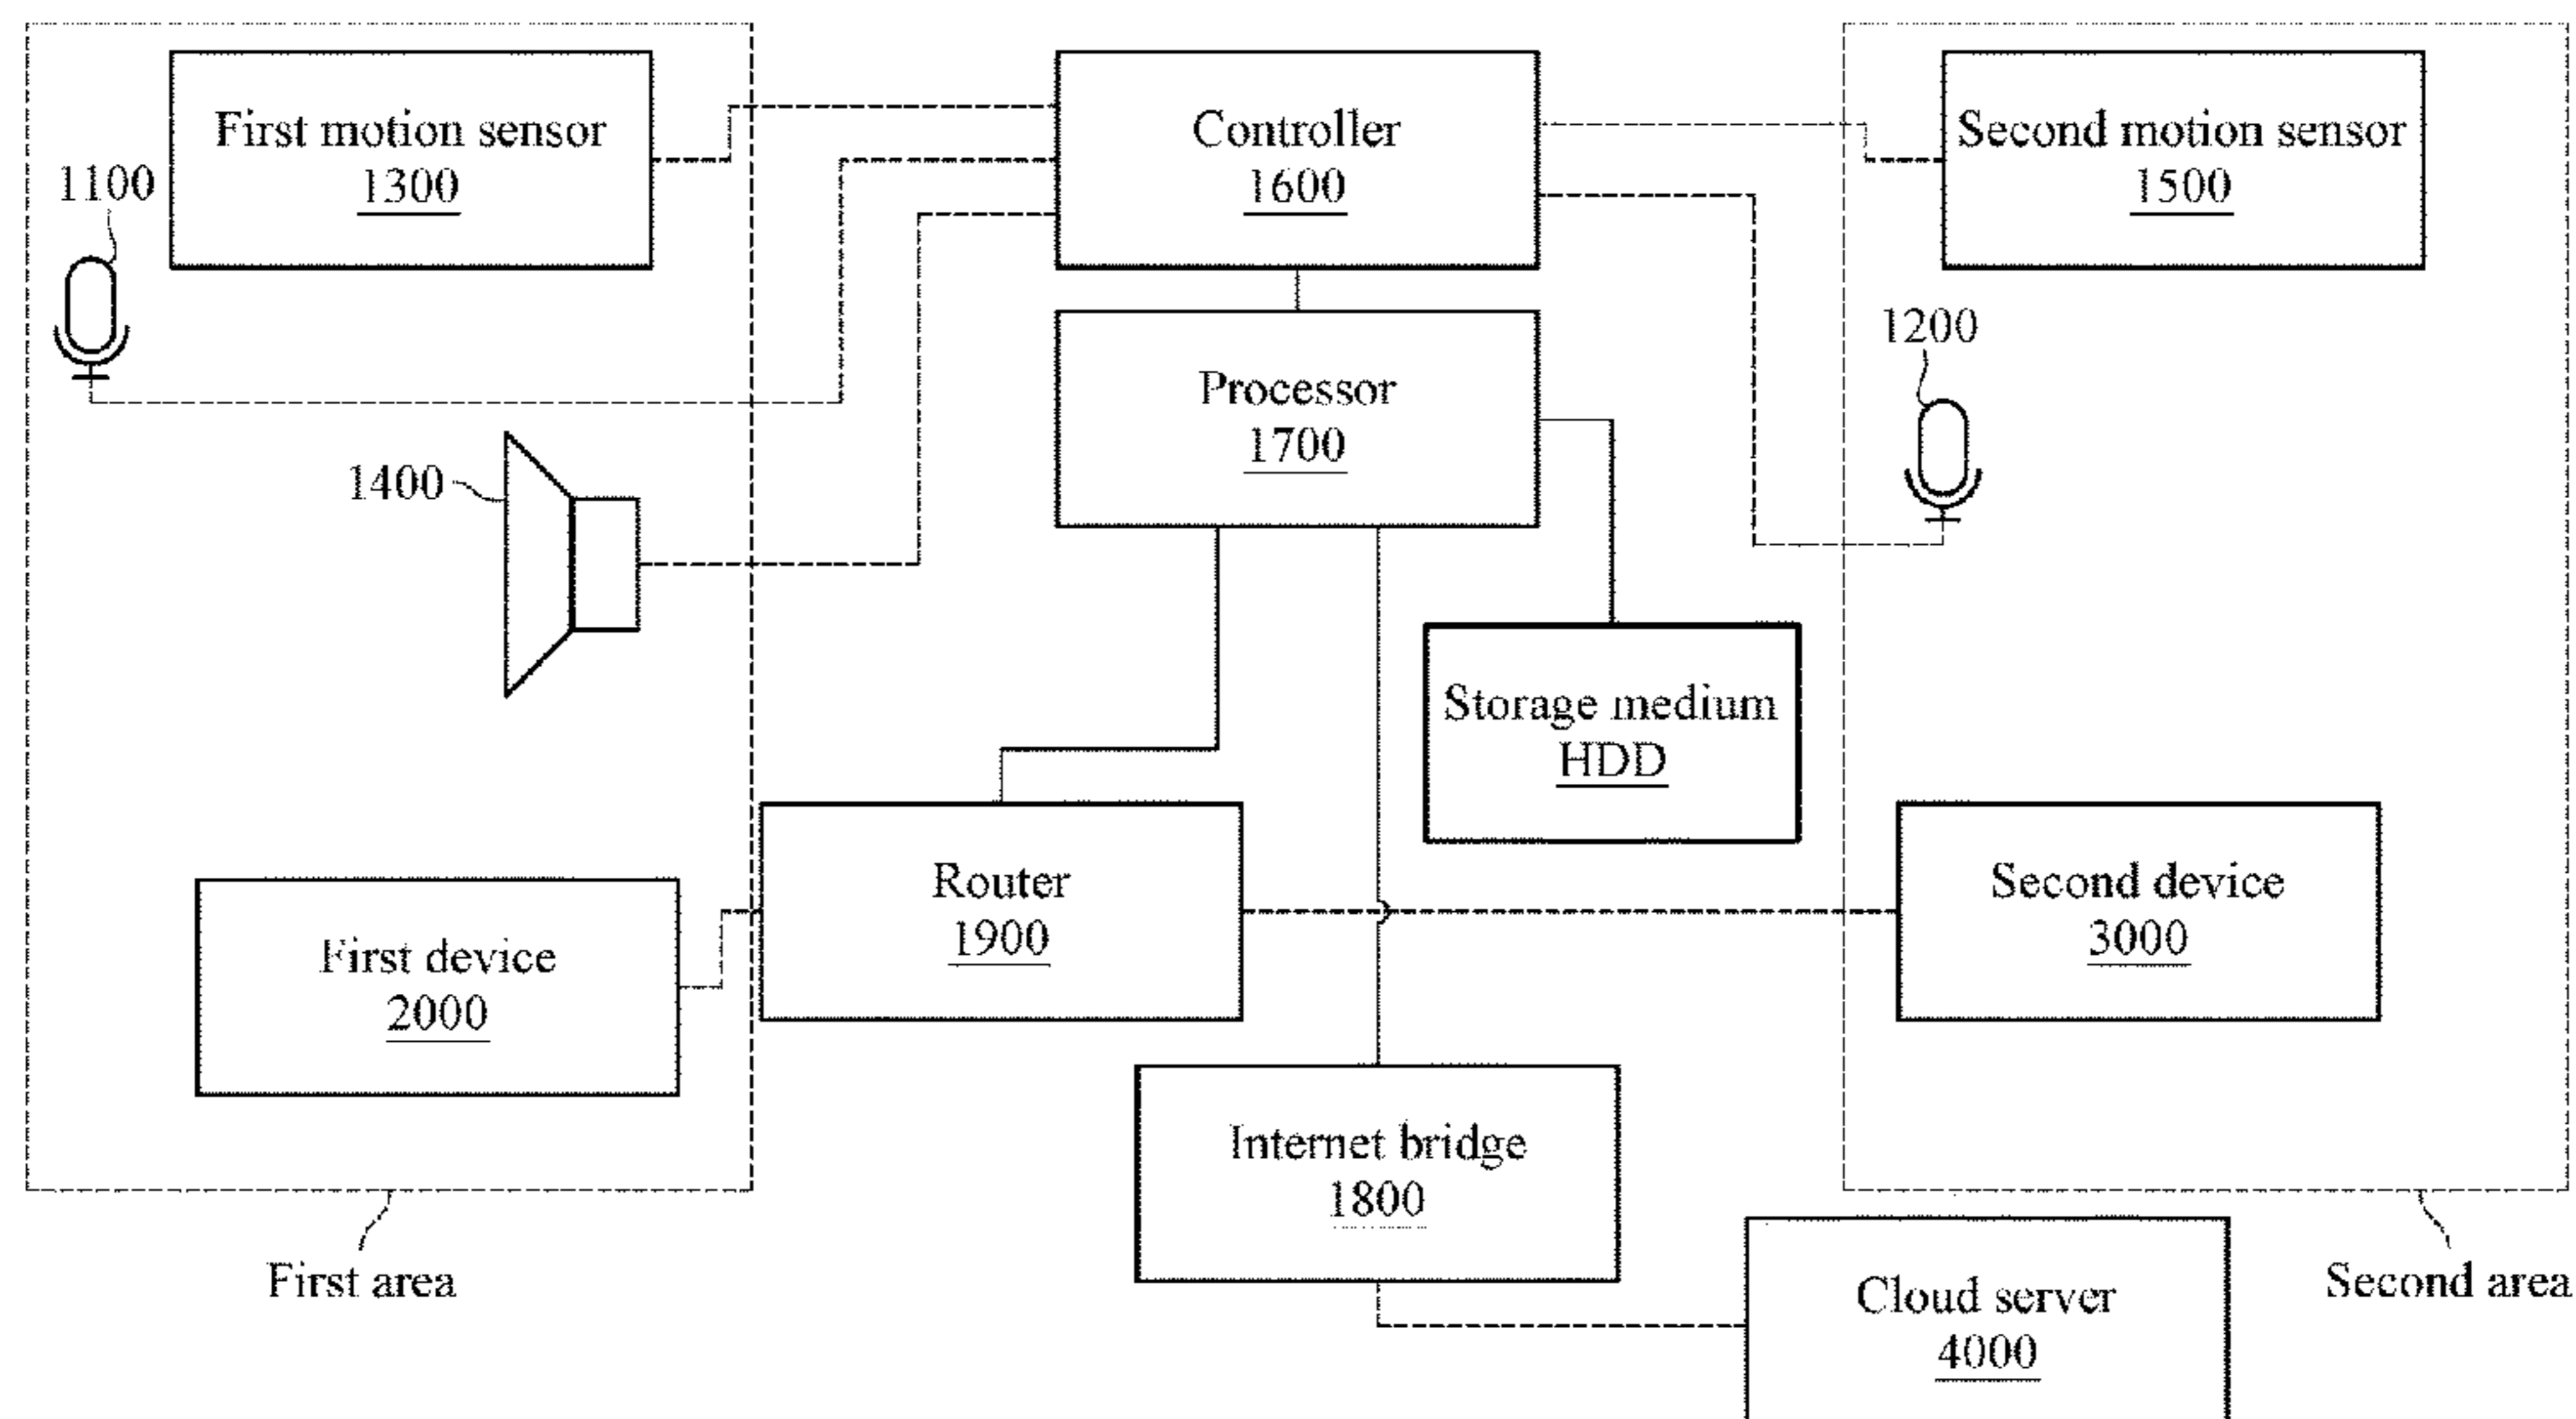 First motion sensor
1300
Controller
1600
Second motion sensor
1500
1100
1200
Processor
1700
1400
Storage medium
HDD
Router
1900
Second device
3000
First device
2000
Internet bridge
1800
First area
Second area
Cloud server
4000